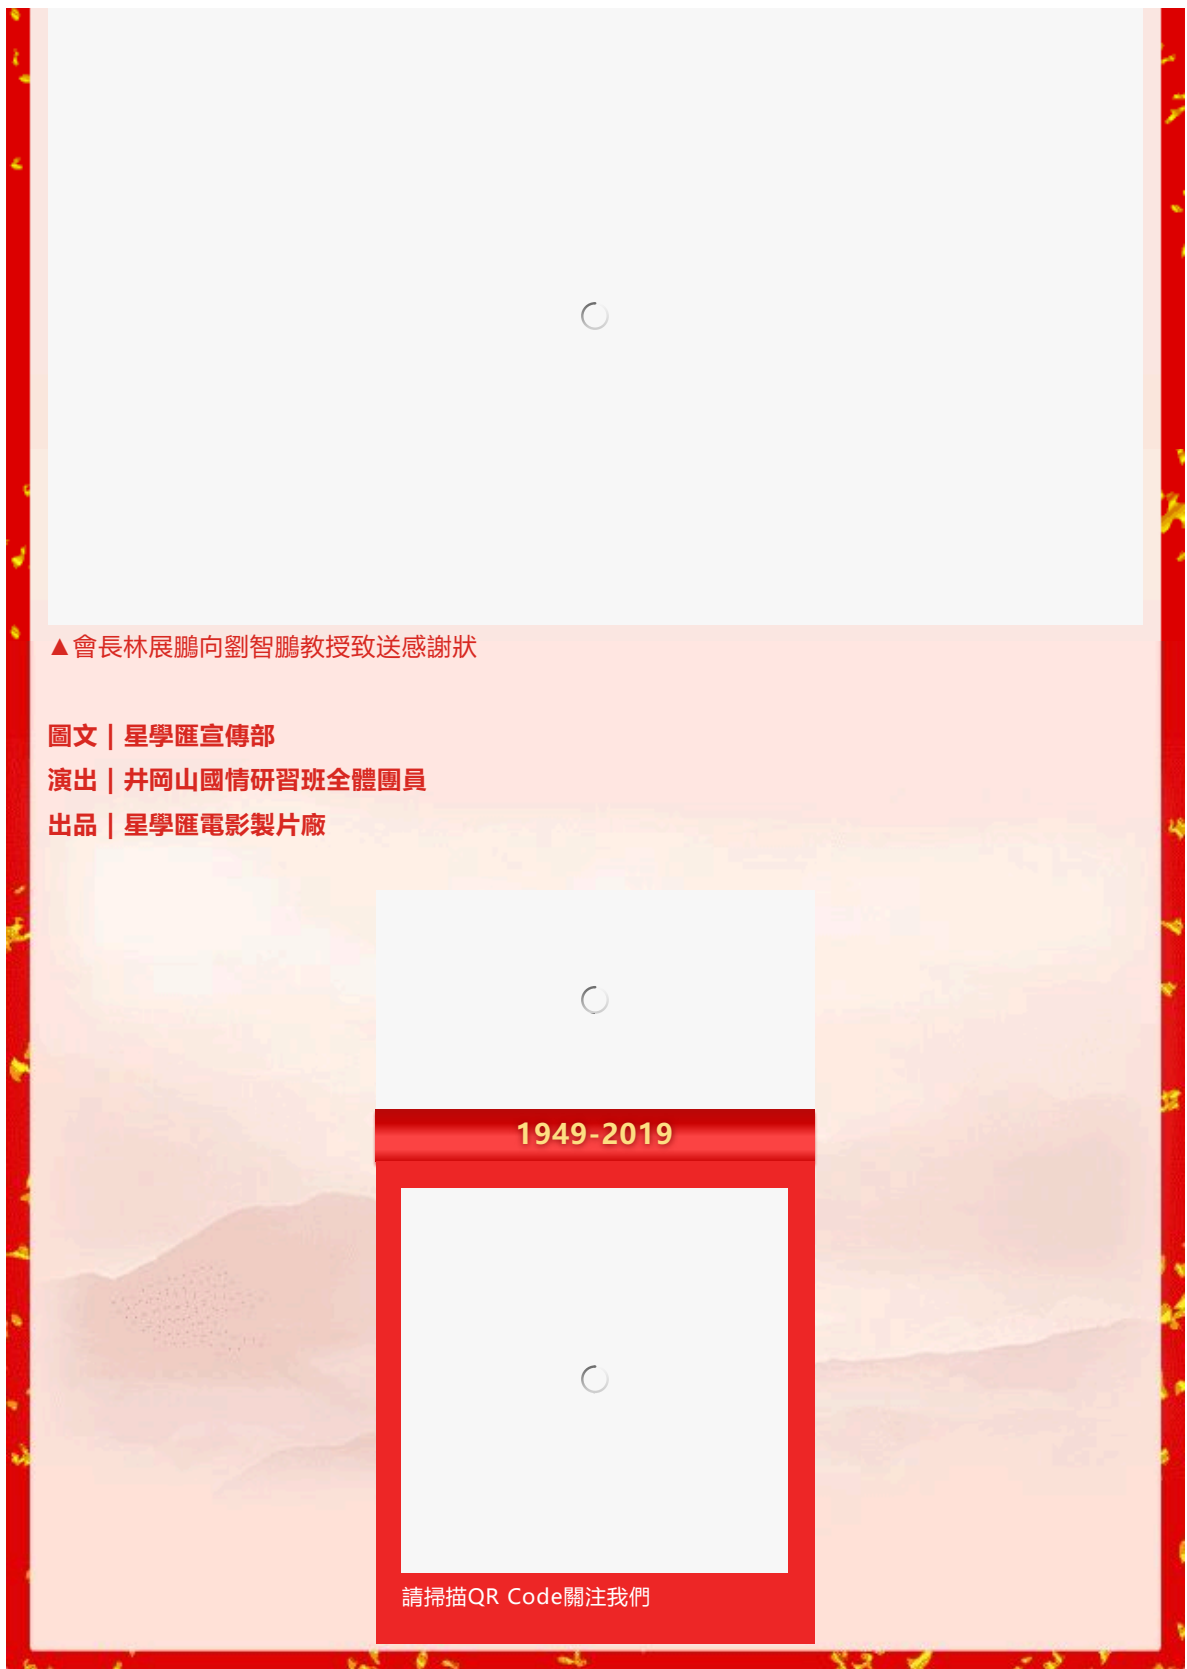 ▲會長林展鵬向劉智鵬教授致送感謝狀
圖文｜星學匯宣傳部
演出｜井岡山國情研習班全體團員
出品｜星學匯電影製片廠
1949-2019
請掃描QR Code關注我們